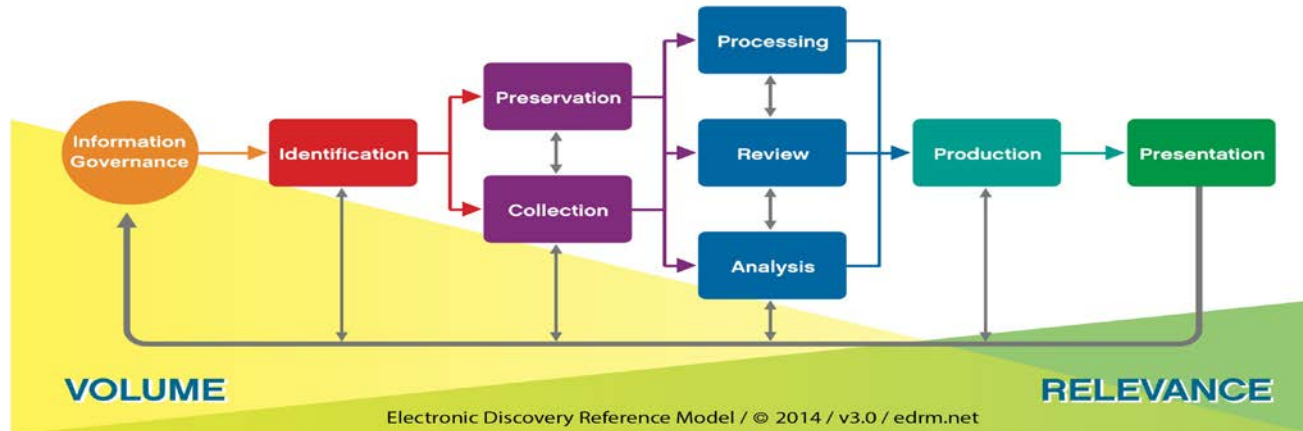 Information
Governance
Identification
Preservation
Collection
Processing
Review
Analysis
Production
Presentation
VOLUME
RELEVANCE
Electronic Discovery Reference Model / © 2014 / v3.0 / edrm.net